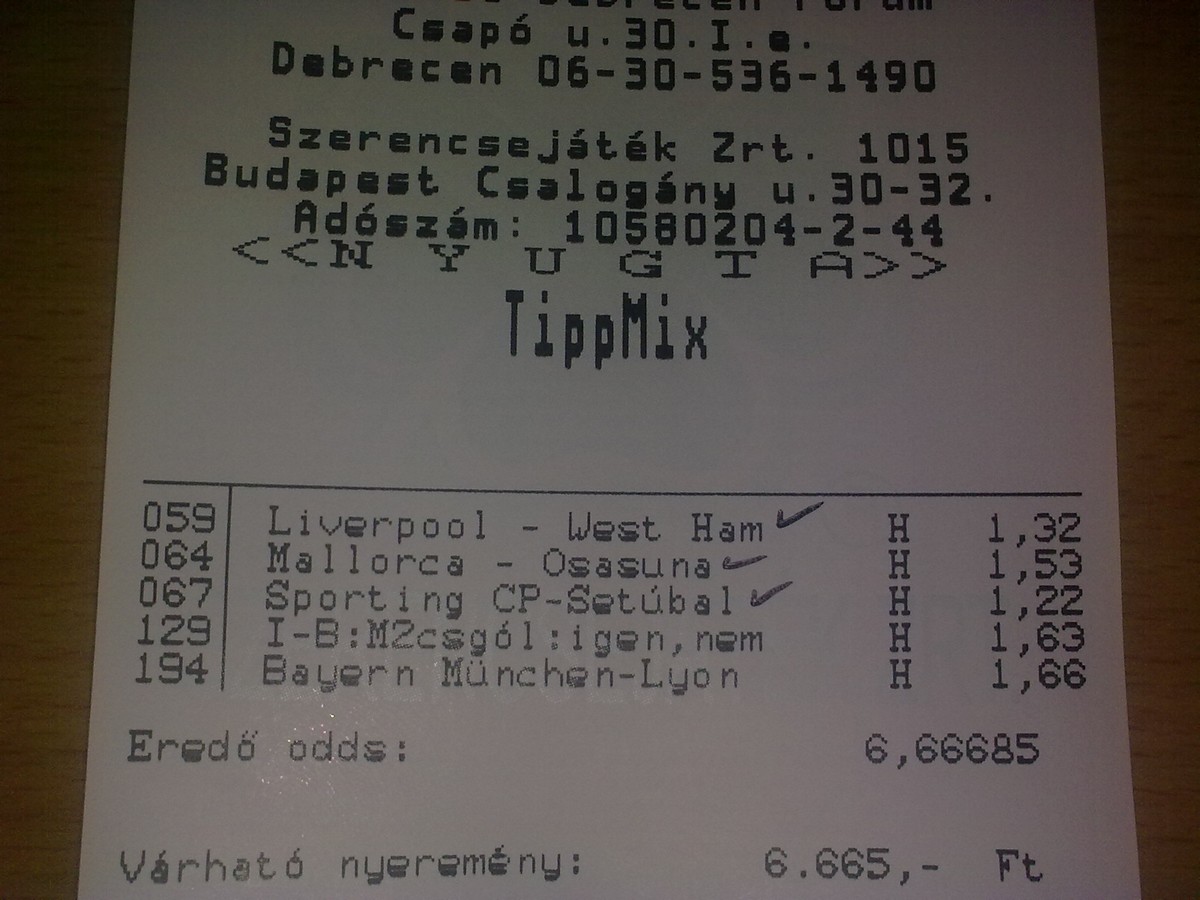 Debrecen Fórum
Csapó u.30.I.e.
Debrecen 06-30-536-1490
Szerencsejáték Zrt. 1015
Budapest Csalogány u.30-32.
Adószám: 10580204-2-44
<<N Y U G T A>>
TippMix
059 Liverpool - West Ham H 1,32
064 Mallorca - Osasuna H 1,53
067 Sporting CP-Setúbal H 1,22
129 I-B:M2csgól:igen,nem H 1,63
194 Bayern München-Lyon H 1,66
Eredő odds: 6,66685
Várható nyeremény: 6.665,- Ft